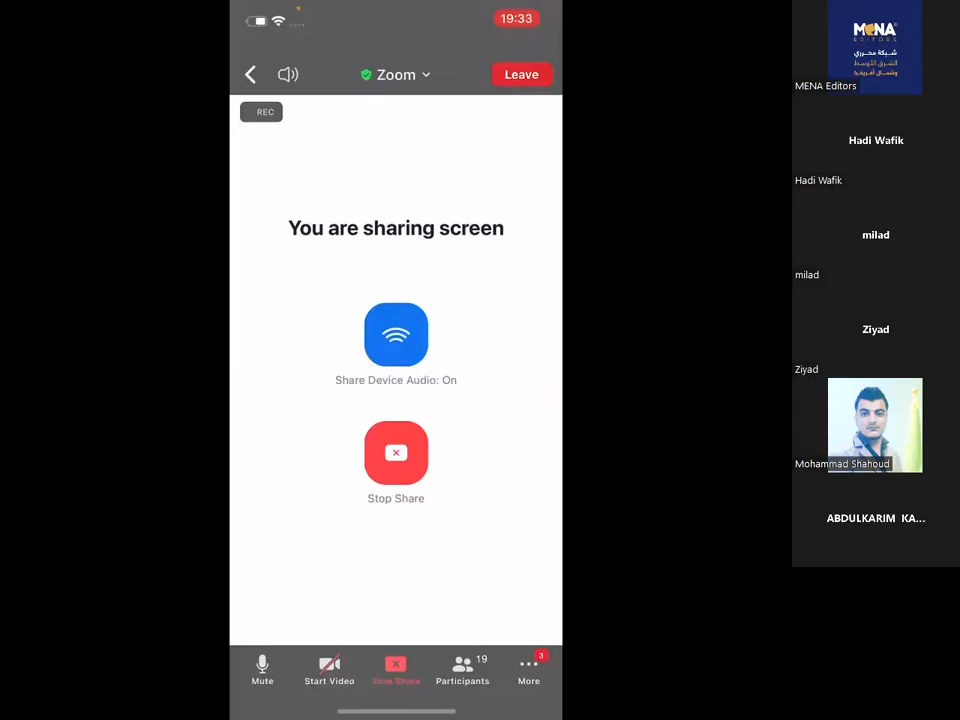 19:33
Zoom
Leave
REC
You are sharing screen
Share Device Audio: On
Stop Share
Mute
Start Video
Stop Share
19
Participants
3
More
MENA
EDITORS
شبكة محرري
الشرق الأوسط
وشمال أفريقيا
MENA Editors
Hadi Wafik
Hadi Wafik
milad
milad
Ziyad
Ziyad
Mohammad Shahoud
ABDULKARIM KA...